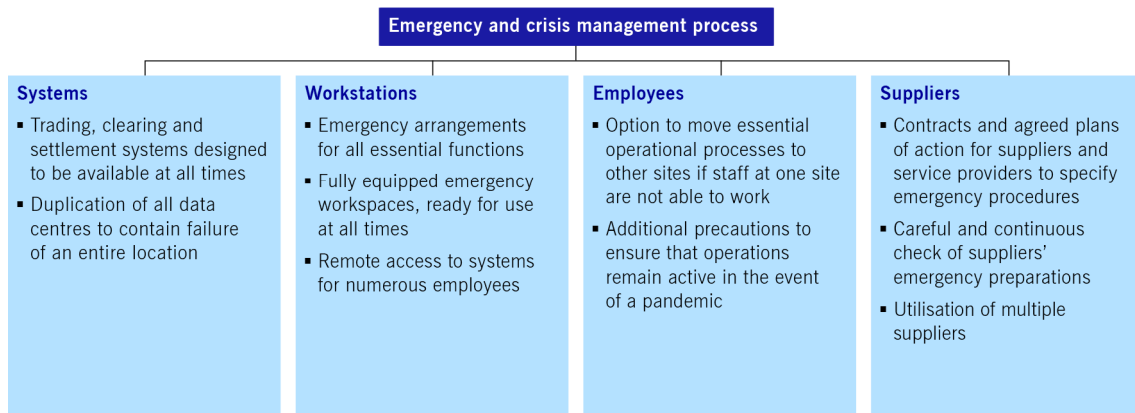 Emergency and crisis management process
Systems
▪ Trading, clearing and
settlement systems designed
to be available at all times
▪ Duplication of all data
centres to contain failure
of an entire location
Workstations
▪ Emergency arrangements
for all essential functions
▪ Fully equipped emergency
workspaces, ready for use
at all times
▪ Remote access to systems
for numerous employees
Employees
▪ Option to move essential
operational processes to
other sites if staff at one site
are not able to work
▪ Additional precautions to
ensure that operations
remain active in the event
of a pandemic
Suppliers
▪ Contracts and agreed plans
of action for suppliers and
service providers to specify
emergency procedures
▪ Careful and continuous
check of suppliers’
emergency preparations
▪ Utilisation of multiple
suppliers